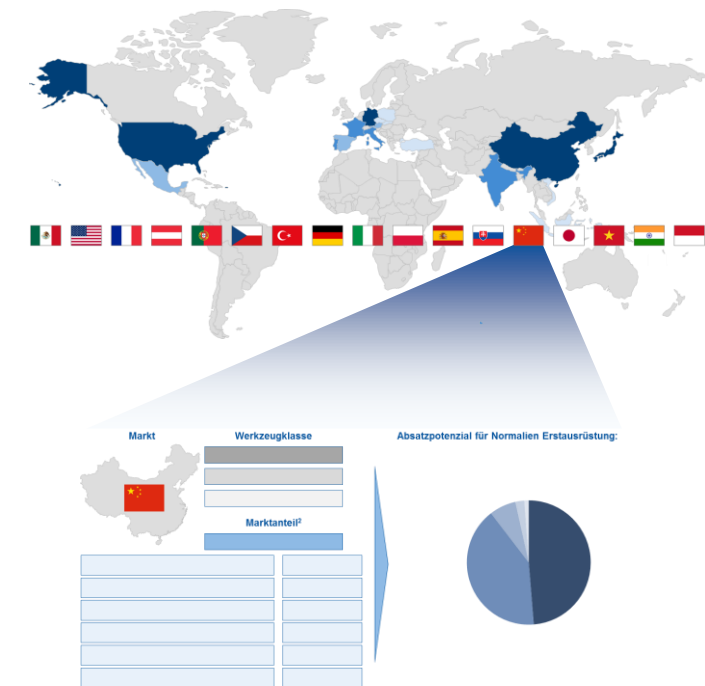 Markt
Werkzeugklasse
Absatzpotenzial für Normalien Erstausrüstung:
Marktanteil²